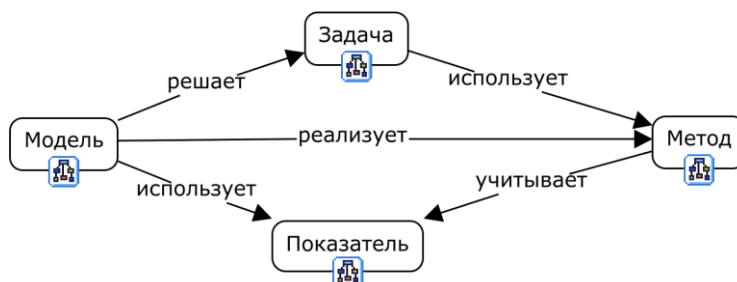 Задача
решает
использует
Модель
реализует
Метод
использует
учитывает
Показатель